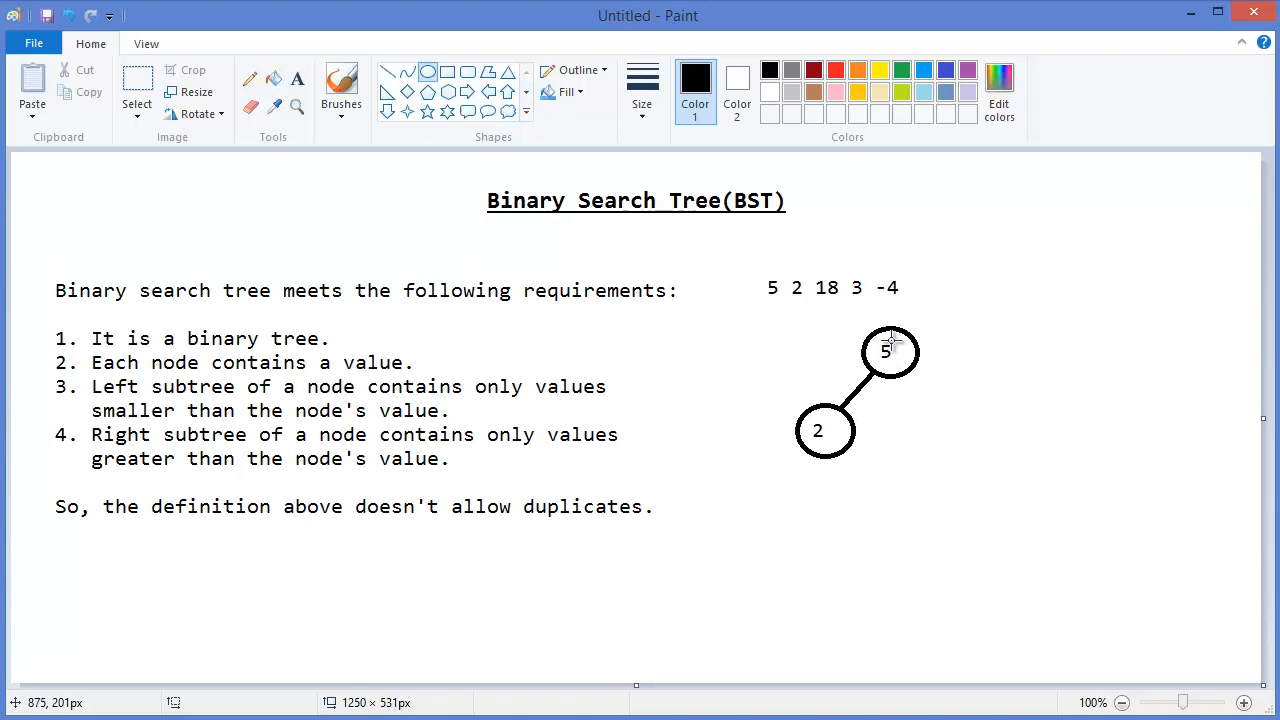 Untitled - Paint
File Home View
Paste
Cut
Copy
Clipboard
Select
Crop
Resize
Rotate
Image
A
Tools
Brushes
Shapes
Outline
Fill
Size
Color 1
Color 2
Edit colors
Colors
Binary Search Tree(BST)
Binary search tree meets the following requirements:
1. It is a binary tree.
2. Each node contains a value.
3. Left subtree of a node contains only values
smaller than the node's value.
4. Right subtree of a node contains only values
greater than the node's value.
So, the definition above doesn't allow duplicates.
5 2 18 3 -4
5
2
875, 201px
1250 × 531px
100%